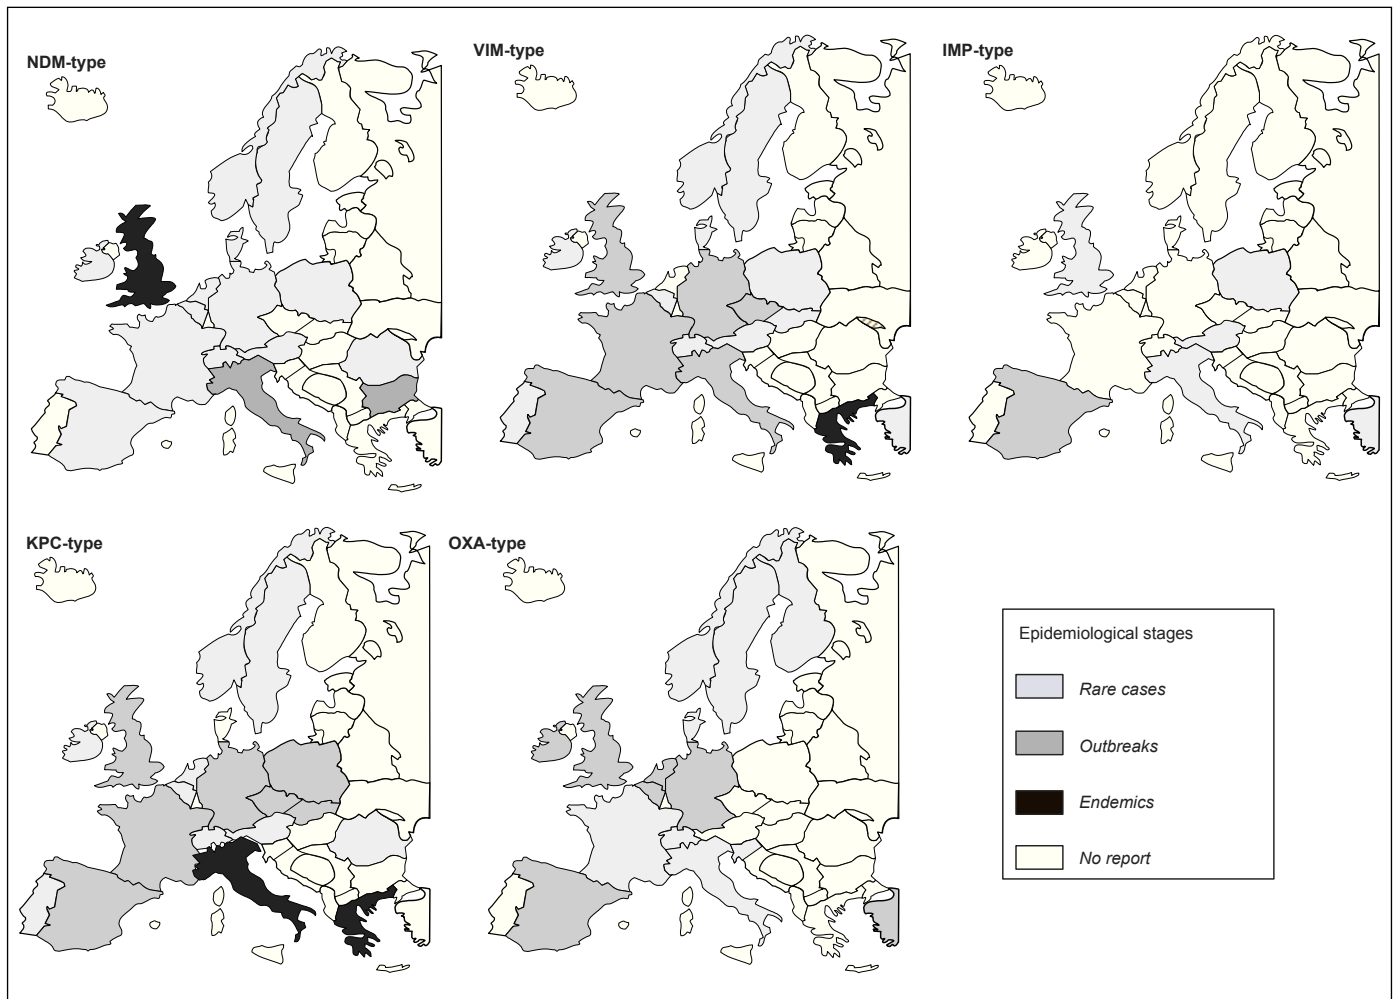 NDM-type
VIM-type
IMP-type
KPC-type
OXA-type
Epidemiological stages
Rare cases
Outbreaks
Endemics
No report